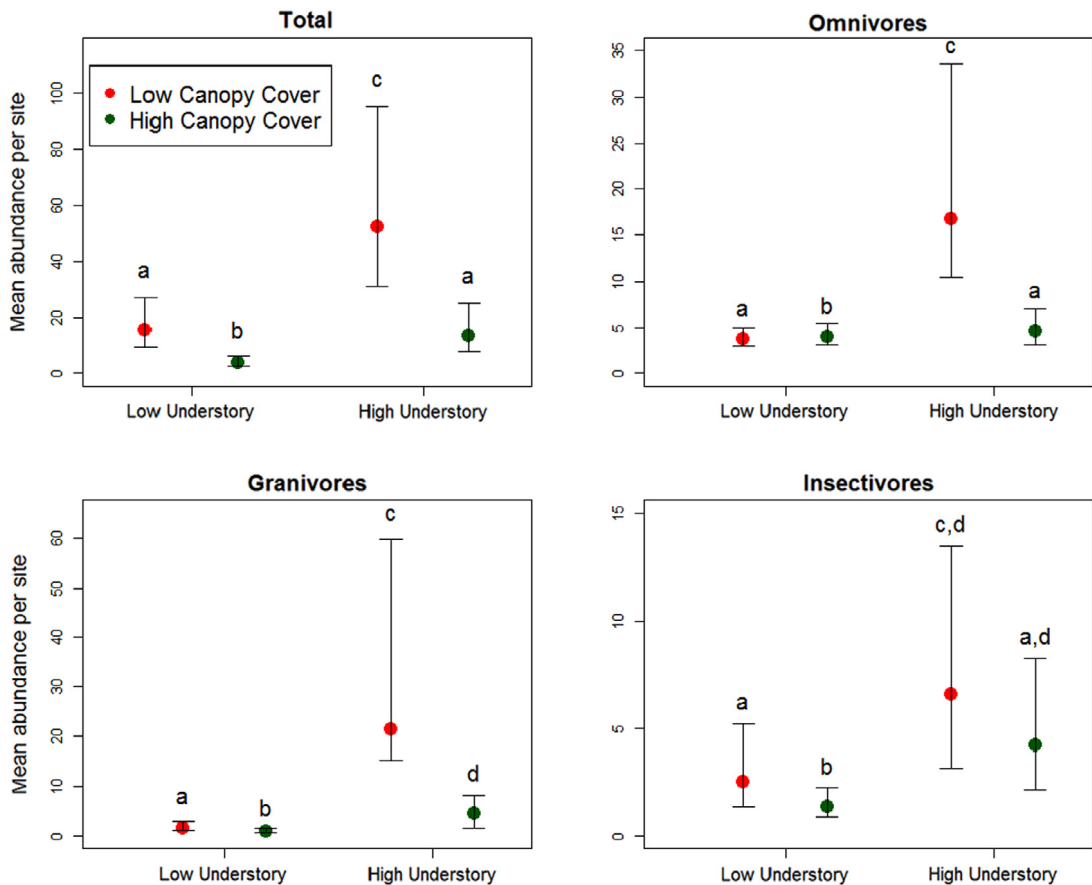 Total
Mean abundance per site
0
20
40
60
80
100
Low Canopy Cover
High Canopy Cover
a
b
c
a
Low Understory
High Understory
Omnivores
0
5
10
15
20
25
30
35
a
b
c
a
Low Understory
High Understory
Granivores
Mean abundance per site
0
10
20
30
40
50
60
a
b
c
d
Low Understory
High Understory
Insectivores
0
5
10
15
a
b
c,d
a,d
Low Understory
High Understory